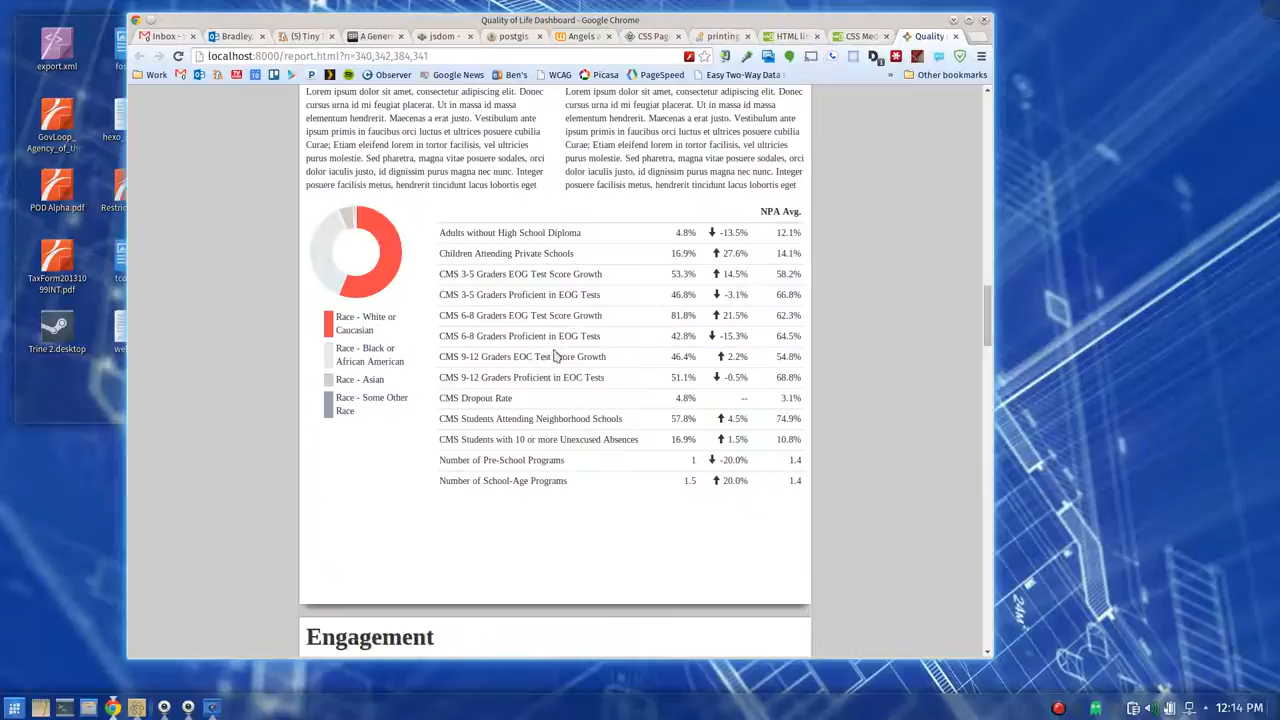 Quality of Life Dashboard - Google Chrome
Inbox - Bradley, (5) Tiny A Generi jsdom - postgis Angels a CSS Pag printing HTML li CSS Med Quality
localhost:8000/report.html?n=340,342,384,341
Work Observer Google News Ben's WCAG Picasa PageSpeed Easy Two-Way Data » Other bookmarks
export.xml
fos
GovLoop_
Agency_of_the
hexo_
POD Alpha.pdf
Restric
TaxForm201310
99INT.pdf
tco
Trine 2.desktop
we
Lorem ipsum dolor sit amet, consectetur adipiscing elit. Donec
cursus urna id mi feugiat placerat. Ut in massa id massa
elementum hendrerit. Maecenas a erat justo. Vestibulum ante
ipsum primis in faucibus orci luctus et ultrices posuere cubilia
Curae; Etiam eleifend lorem in tortor facilisis, vel ultricies
purus molestie. Sed pharetra, magna vitae posuere sodales, orci
dolor iaculis justo, id dignissim purus magna nec nunc. Integer
posuere facilisis metus, hendrerit tincidunt lacus lobortis eget
Lorem ipsum dolor sit amet, consectetur adipiscing elit. Donec
cursus urna id mi feugiat placerat. Ut in massa id massa
elementum hendrerit. Maecenas a erat justo. Vestibulum ante
ipsum primis in faucibus orci luctus et ultrices posuere cubilia
Curae; Etiam eleifend lorem in tortor facilisis, vel ultricies
purus molestie. Sed pharetra, magna vitae posuere sodales, orci
dolor iaculis justo, id dignissim purus magna nec nunc. Integer
posuere facilisis metus, hendrerit tincidunt lacus lobortis eget
Race - White or
Caucasian
Race - Black or
African American
Race - Asian
Race - Some Other
Race
NPA Avg.
Adults without High School Diploma 4.8% -13.5% 12.1%
Children Attending Private Schools 16.9% 27.6% 14.1%
CMS 3-5 Graders EOG Test Score Growth 53.3% 14.5% 58.2%
CMS 3-5 Graders Proficient in EOG Tests 46.8% -3.1% 66.8%
CMS 6-8 Graders EOG Test Score Growth 81.8% 21.5% 62.3%
CMS 6-8 Graders Proficient in EOG Tests 42.8% -15.3% 64.5%
CMS 9-12 Graders EOC Test Score Growth 46.4% 2.2% 54.8%
CMS 9-12 Graders Proficient in EOC Tests 51.1% -0.5% 68.8%
CMS Dropout Rate 4.8% -- 3.1%
CMS Students Attending Neighborhood Schools 57.8% 4.5% 74.9%
CMS Students with 10 or more Unexcused Absences 16.9% 1.5% 10.8%
Number of Pre-School Programs 1 -20.0% 1.4
Number of School-Age Programs 1.5 20.0% 1.4
Engagement
24M²
12:14 PM